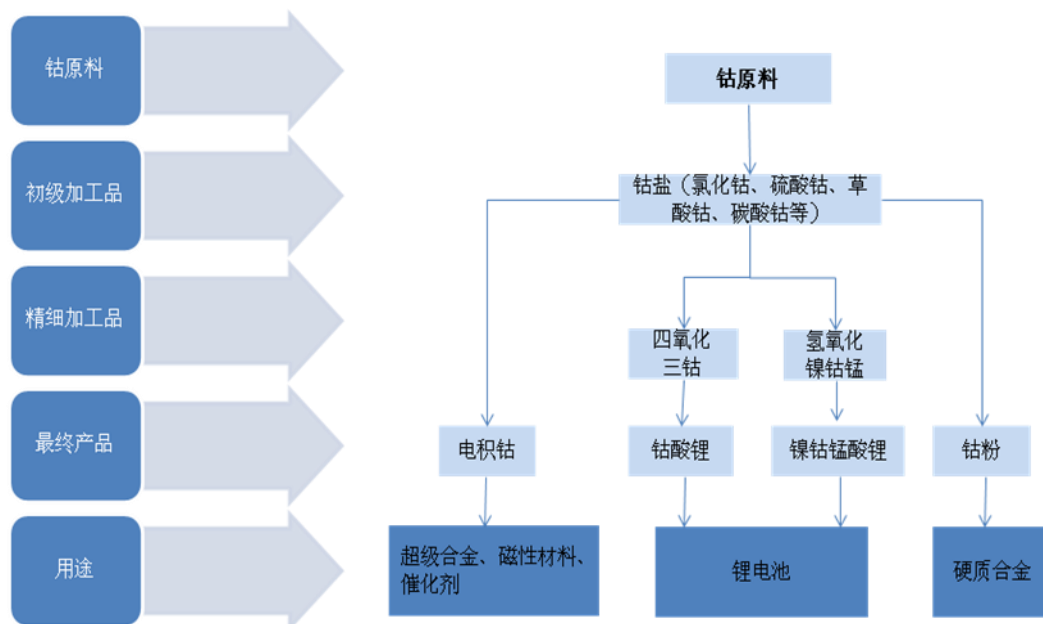 钴原料
钴原料
初级加工品
钴盐（氯化钴、硫酸钴、草
酸钴、碳酸钴等）
精细加工品
四氧化
三钴
氢氧化
镍钴锰
最终产品
电积钴
钴酸锂
镍钴锰酸锂
钴粉
用途
超级合金、磁性材料、
催化剂
锂电池
硬质合金